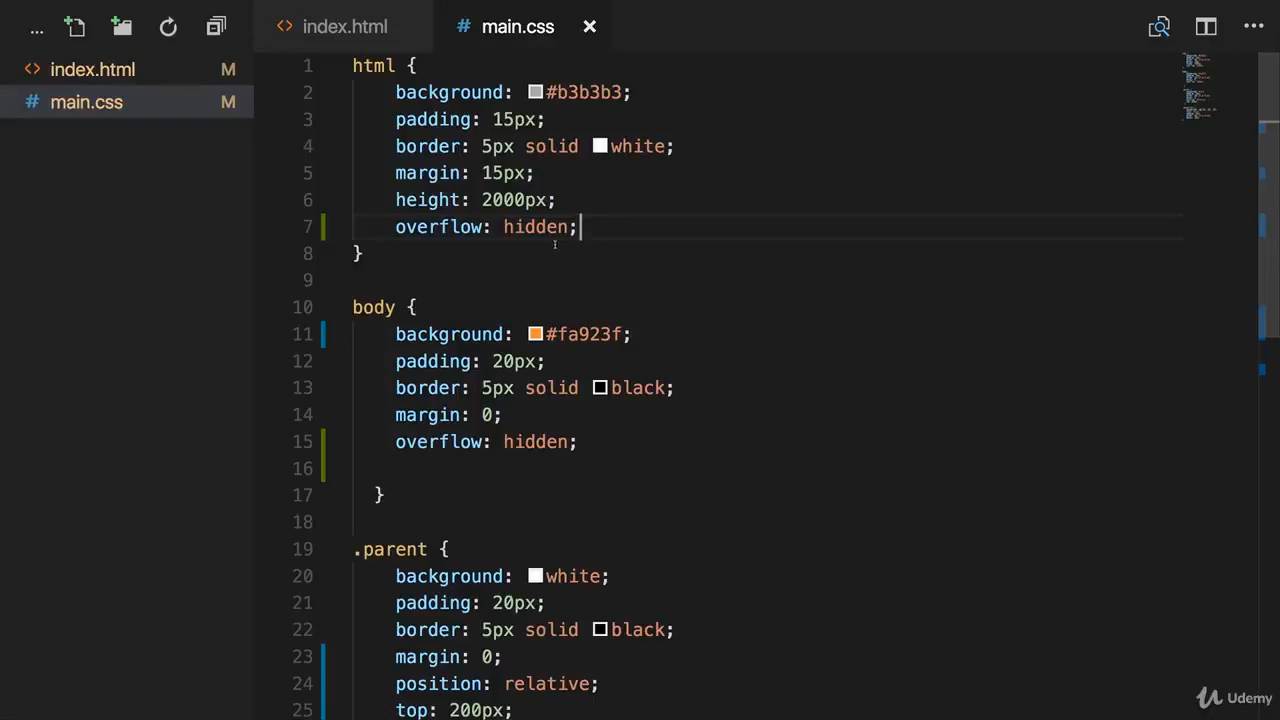 ... index.html main.css
index.html M
main.css M
1 html {
2 background: #b3b3b3;
3 padding: 15px;
4 border: 5px solid white;
5 margin: 15px;
6 height: 2000px;
7 overflow: hidden;
8 }
9
10 body {
11 background: #fa923f;
12 padding: 20px;
13 border: 5px solid black;
14 margin: 0;
15 overflow: hidden;
16
17 }
18
19 .parent {
20 background: white;
21 padding: 20px;
22 border: 5px solid black;
23 margin: 0;
24 position: relative;
25 top: 200px;
Udemy